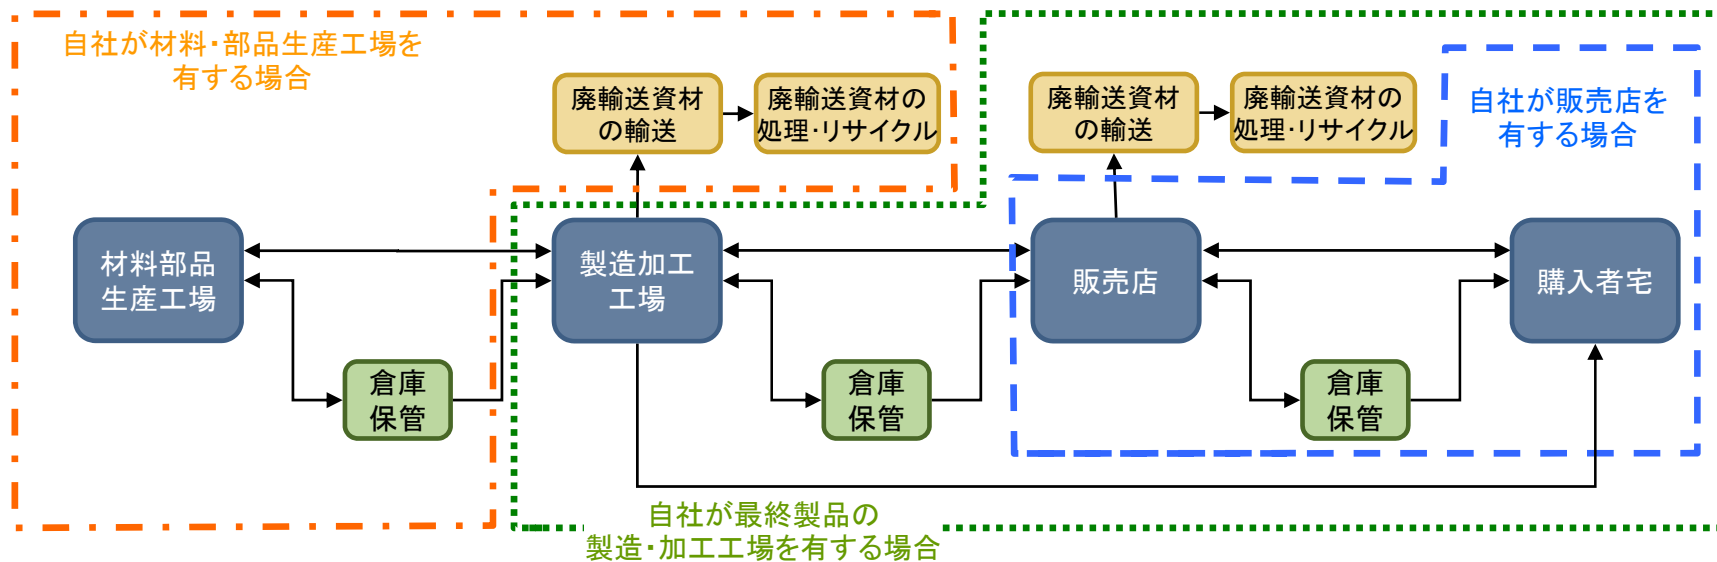 自社が材料・部品生産工場を
有する場合
廃輸送資材
の輸送
廃輸送資材の
処理・リサイクル
廃輸送資材
の輸送
廃輸送資材の
処理・リサイクル
自社が販売店を
有する場合
材料部品
生産工場
製造加工
工場
販売店
購入者宅
倉庫
保管
倉庫
保管
倉庫
保管
自社が最終製品の
製造・加工工場を有する場合